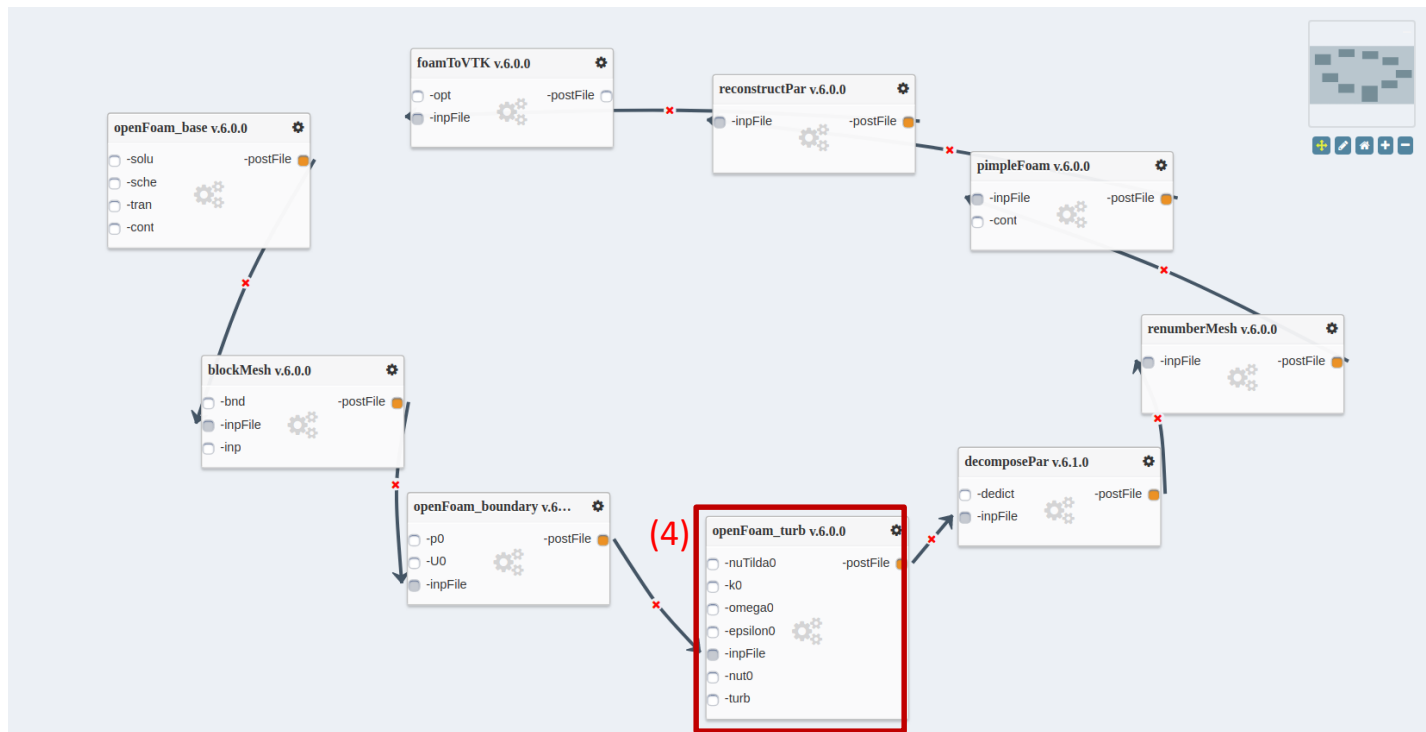 foamToVTK v.6.0.0
-opt -postFile
-inpFile
reconstructPar v.6.0.0
-inpFile -postFile
openFoam_base v.6.0.0
-solu -postFile
-sche
-tran
-cont
pimpleFoam v.6.0.0
-inpFile -postFile
-cont
renumberMesh v.6.0.0
-inpFile -postFile
blockMesh v.6.0.0
-bnd -postFile
-inpFile
-inp
decomposePar v.6.1.0
-dedict -postFile
-inpFile
openFoam_boundary v.6...
-p0 -postFile
-U0
-inpFile
(4)
openFoam_turb v.6.0.0
-nuTilda0 -postFile
-k0
-omega0
-epsilon0
-inpFile
-nut0
-turb